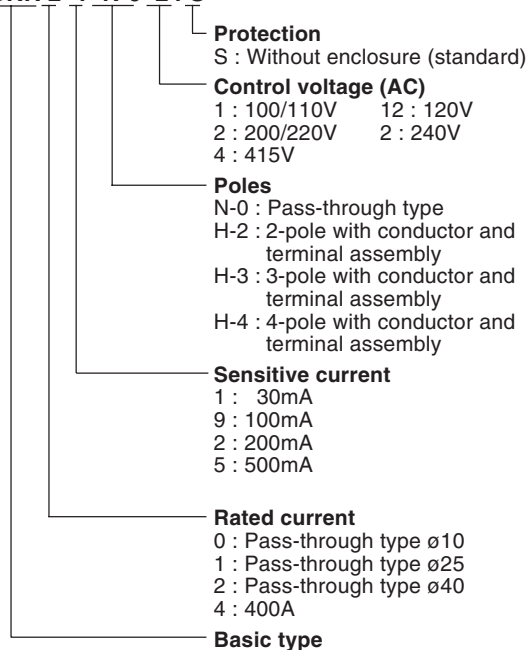 Protection
S : Without enclosure (standard)
Control voltage (AC)
1 : 100/110V 12 : 120V
2 : 200/220V 2 : 240V
4 : 415V
Poles
N-0 : Pass-through type
H-2 : 2-pole with conductor and
terminal assembly
H-3 : 3-pole with conductor and
terminal assembly
H-4 : 4-pole with conductor and
terminal assembly
Sensitive current
1 : 30mA
9 : 100mA
2 : 200mA
5 : 500mA
Rated current
0 : Pass-through type ø10
1 : Pass-through type ø25
2 : Pass-through type ø40
4 : 400A
Basic type